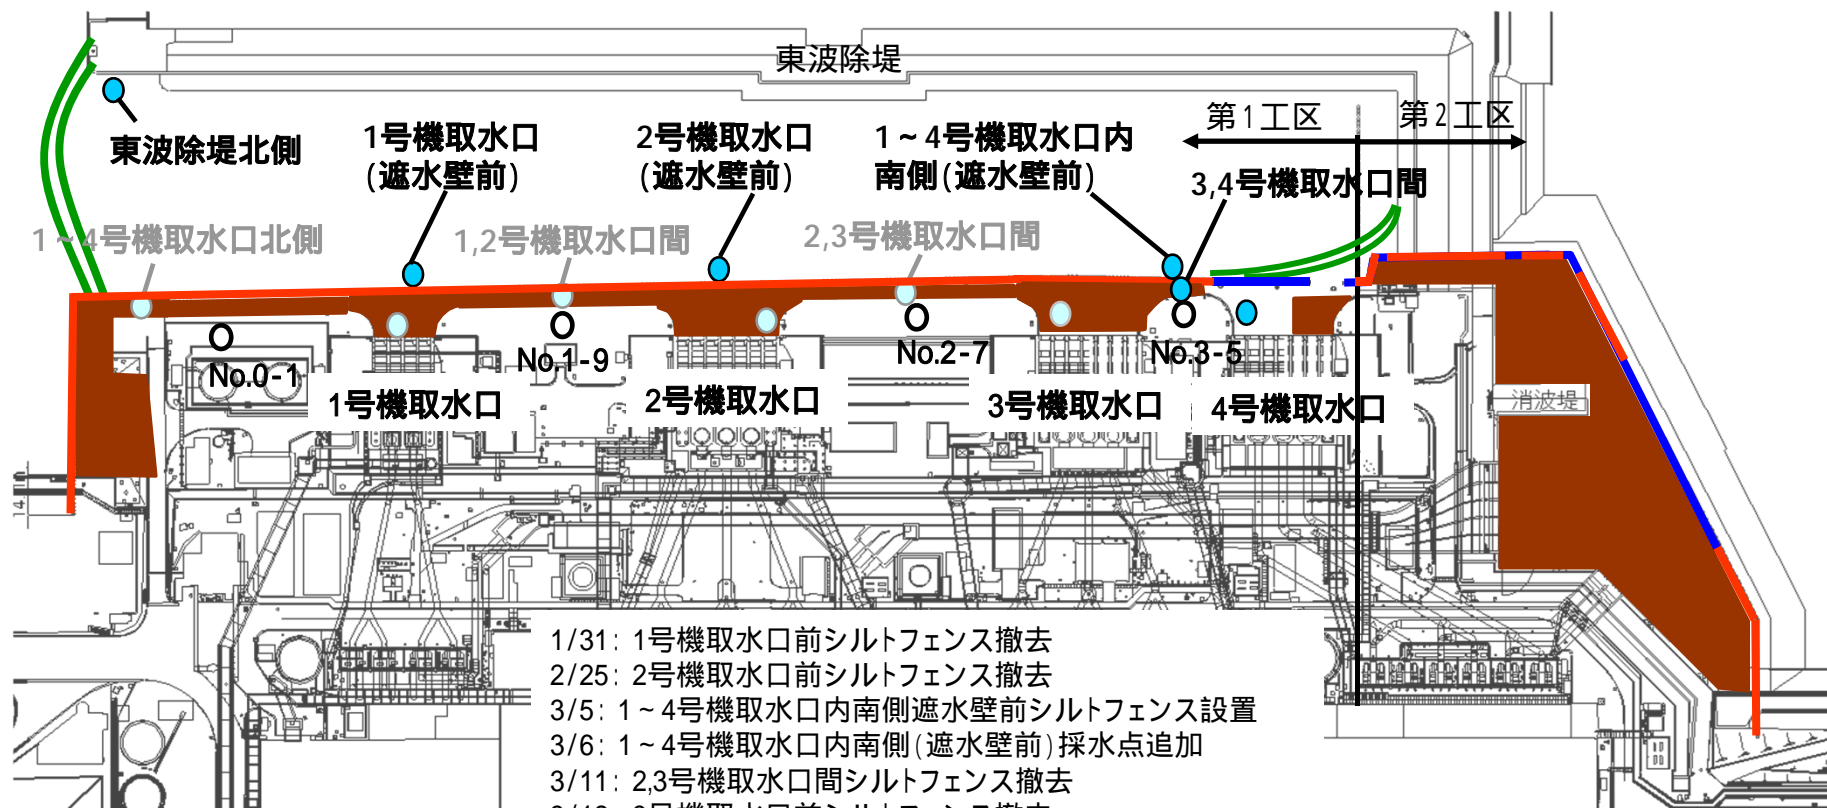 東波除堤
第1工区
第2工区
東波除堤北側
1号機取水口
(遮水壁前)
2号機取水口
(遮水壁前)
1~4号機取水口内
南側(遮水壁前)
3,4号機取水口間
1~4号機取水口北側
1,2号機取水口間
2,3号機取水口間
No.0-1
No.1-9
No.2-7
No.3-5
1号機取水口
2号機取水口
3号機取水口
4号機取水口
消波堤
1/31: 1号機取水口前シルトフェンス撤去
2/25: 2号機取水口前シルトフェンス撤去
3/5: 1~4号機取水口内南側遮水壁前シルトフェンス設置
3/6: 1~4号機取水口内南側(遮水壁前)採水点追加
3/11: 2,3号機取水口間シルトフェンス撤去